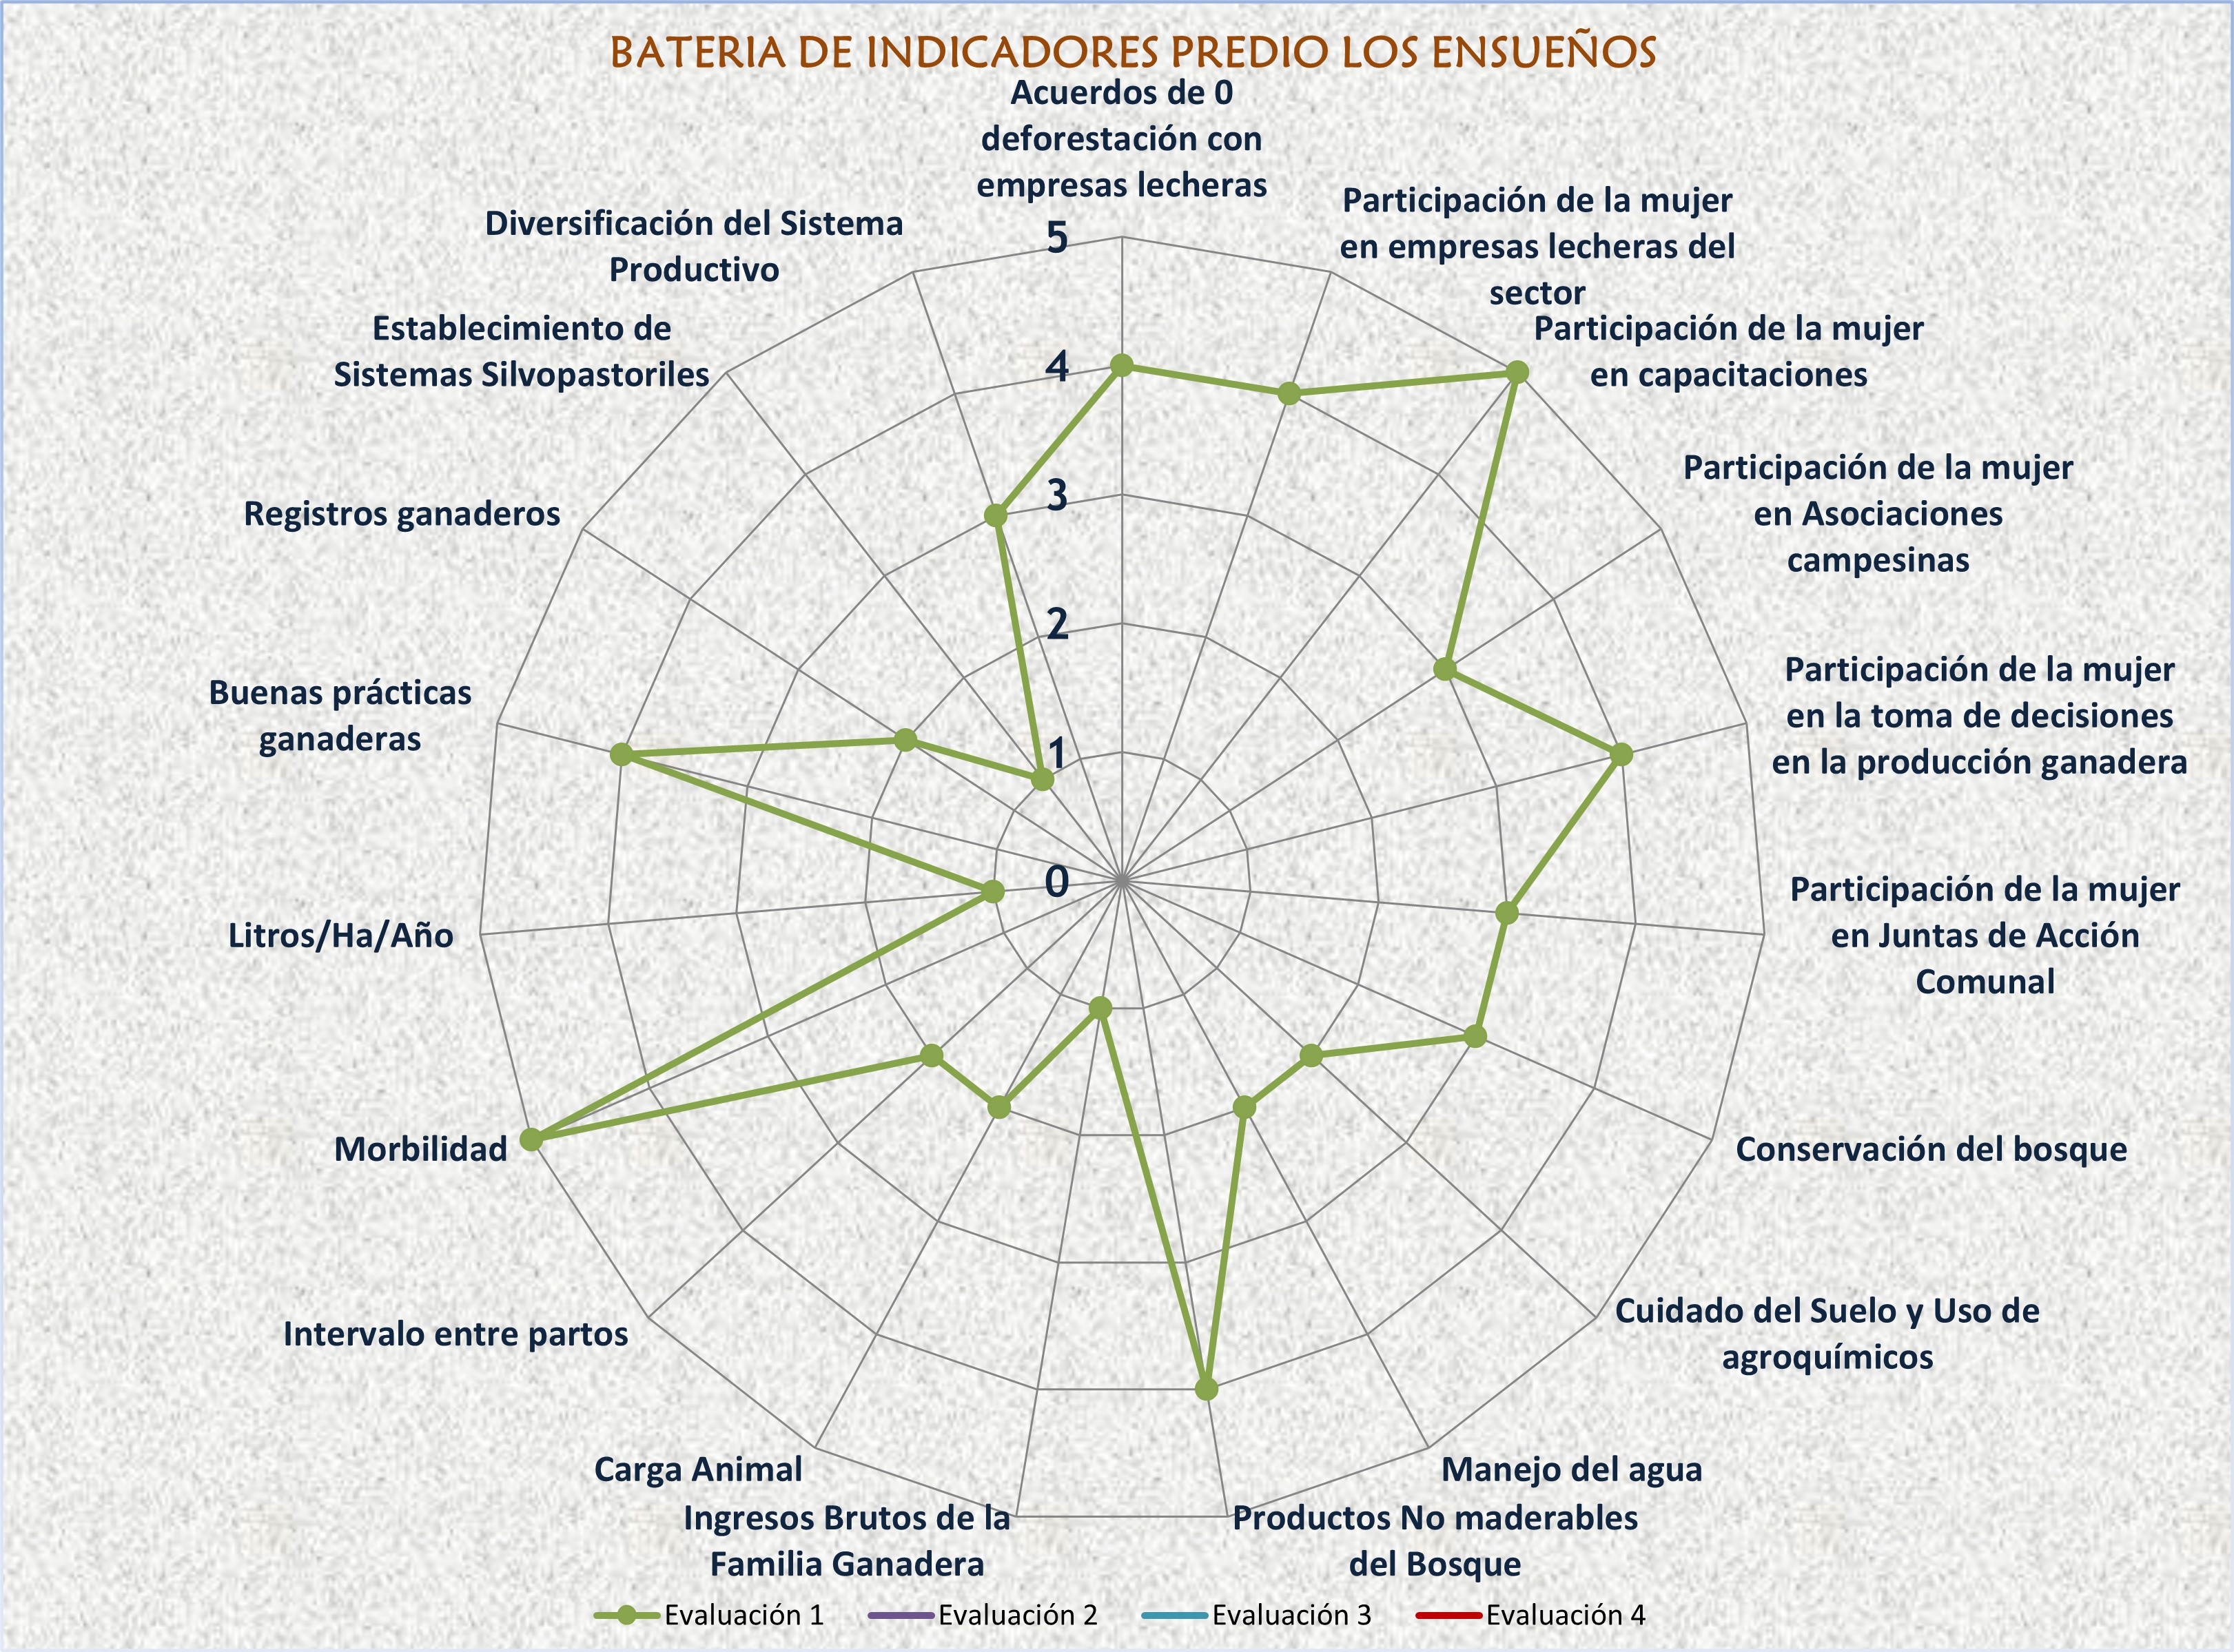 BATERIA DE INDICADORES PREDIO LOS ENSUEÑOS
Acuerdos de 0
deforestación con
empresas lecheras
Participación de la mujer
en empresas lecheras del
sector
Participación de la mujer
en capacitaciones
Participación de la mujer
en Asociaciones
campesinas
Participación de la mujer
en la toma de decisiones
en la producción ganadera
Participación de la mujer
en Juntas de Acción
Comunal
Conservación del bosque
Cuidado del Suelo y Uso de
agroquímicos
Manejo del agua
Productos No maderables
del Bosque
Ingresos Brutos de la
Familia Ganadera
Carga Animal
Intervalo entre partos
Morbilidad
Litros/Ha/Año
Buenas prácticas
ganaderas
Registros ganaderos
Establecimiento de
Sistemas Silvopastoriles
Diversificación del Sistema
Productivo
5
4
3
2
1
0
Evaluación 1
Evaluación 2
Evaluación 3
Evaluación 4